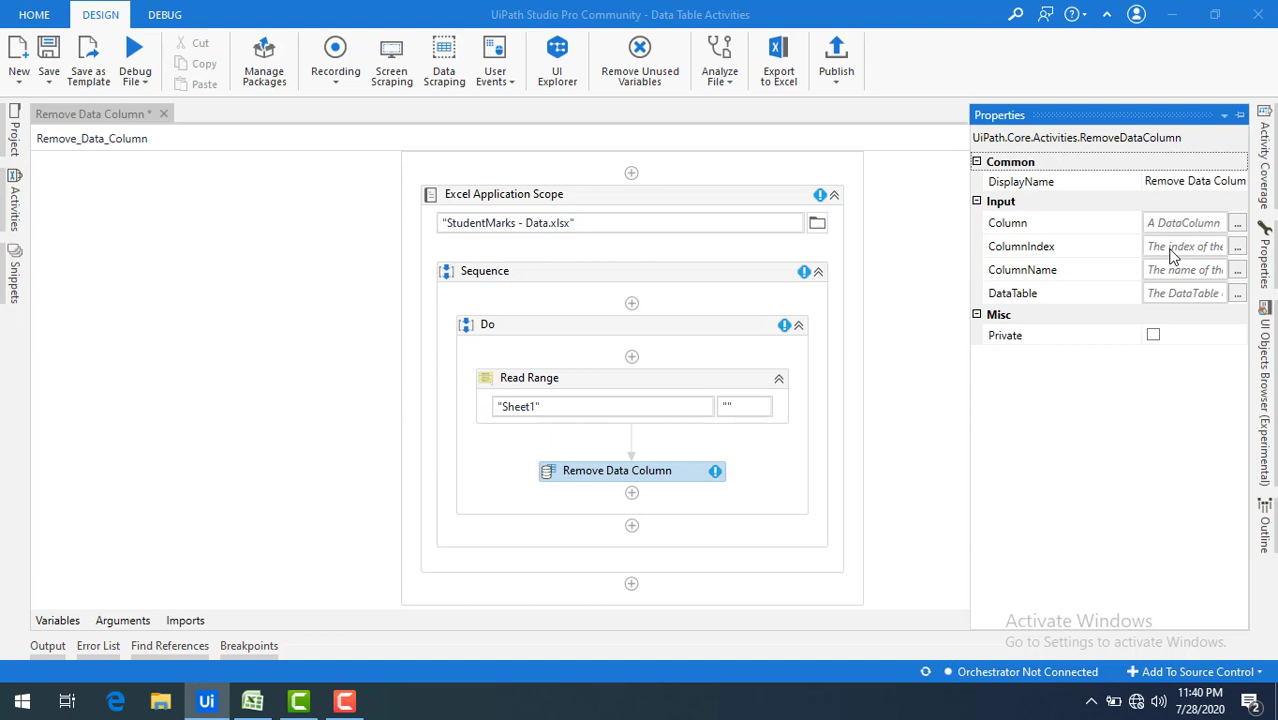 HOME DESIGN DEBUG UiPath Studio Pro Community - Data Table Activities
New Save Save as Template Debug File Cut Copy Paste Manage Packages Recording Screen Scraping Data Scraping User Events UI Explorer Remove Unused Variables Analyze File Export to Excel Publish
Remove Data Column *
Remove_Data_Column
Project
Activities
Snippets
Excel Application Scope
"StudentMarks - Data.xlsx"
Sequence
Do
Read Range
"Sheet1" ""
Remove Data Column
Properties
UiPath.Core.Activities.RemoveDataColumn
Common
DisplayName Remove Data Colum
Input
Column A DataColumn
ColumnIndex The index of the
ColumnName The name of th
DataTable The DataTable
Misc
Private
Activity Coverage
Properties
UI Objects Browser (Experimental)
Outline
Variables Arguments Imports
Output Error List Find References Breakpoints
Activate Windows
Go to Settings to activate Windows.
Orchestrator Not Connected Add To Source Control
Ui
11:40 PM
7/28/2020
2